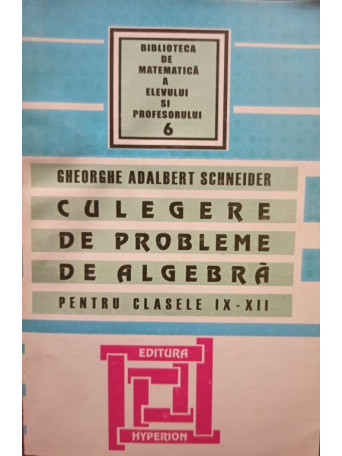 BIBLIOTECA
DE
MATEMATICĂ
A
ELEVULUI
SI
PROFESORULUI
6
GHEORGHE ADALBERT SCHNEIDER
CULEGERE
DE PROBLEME
DE ALGEBRĂ
PENTRU CLASELE IX-XII
EDITURA
HYPERION